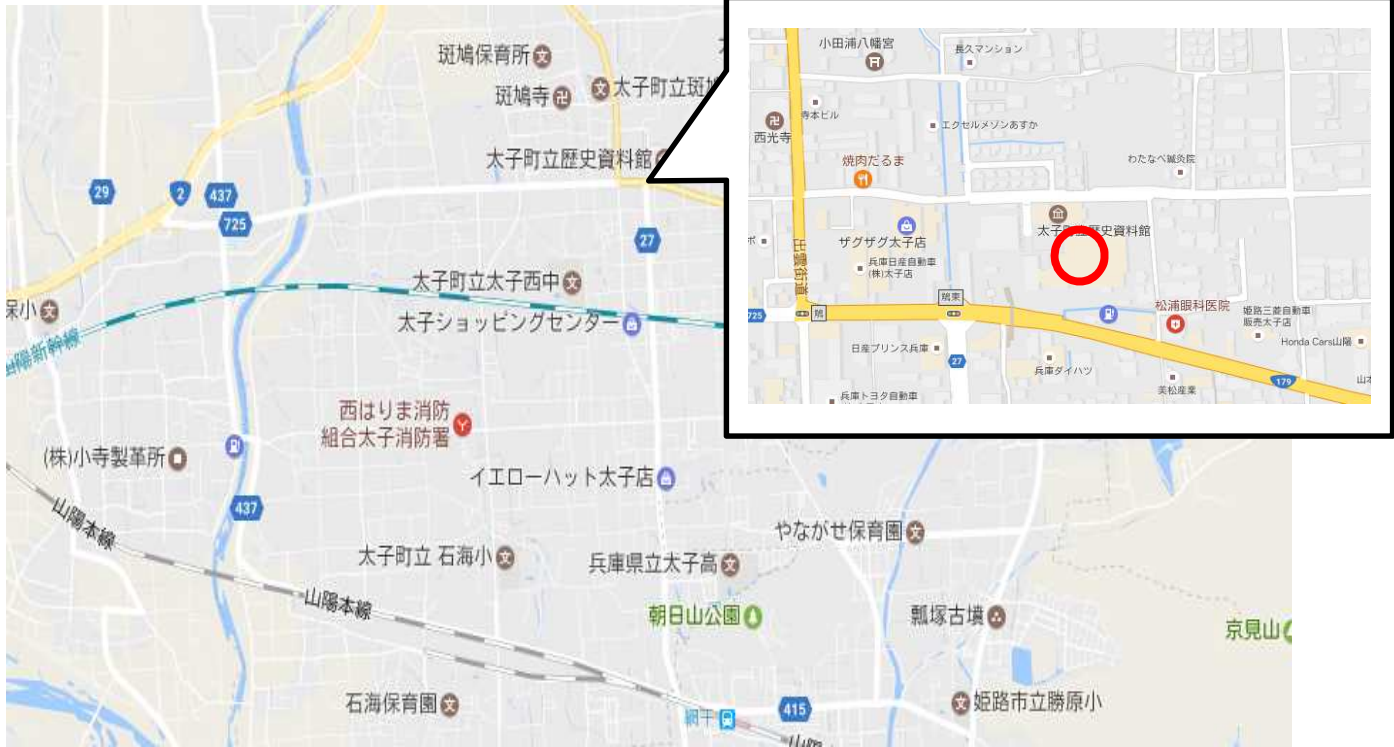 斑鳩保育所
斑鳩寺
太子町立斑
太子町立歴史資料館
29
2
437
725
27
太子町立太子西中
太子ショッピングセンター
保小
山陽新幹線
西はりま消防
組合太子消防署
(株)小寺製革所
イエローハット太子店
437
山陽本線
やながせ保育園
太子町立 石海小
兵庫県立太子高
山陽本線
朝日山公園
瓢塚古墳
京見山
石海保育園
姫路市立勝原小
415
網干
山陽
小田浦八幡宮
長久マンション
寺本ビル
西光寺
エクセルメゾンあすか
焼肉だるま
わたなべ鍼灸院
太子町立歴史資料館
ザグザグ太子店
ポ
出雲街道
兵庫日産自動車
(株)太子店
鵤東
鵤
725
松浦眼科医院
姫路三菱自動車
販売太子店
Honda Cars山陽
日産プリンス兵庫
27
兵庫ダイハツ
美松産業
179
山本
兵庫トヨタ自動車